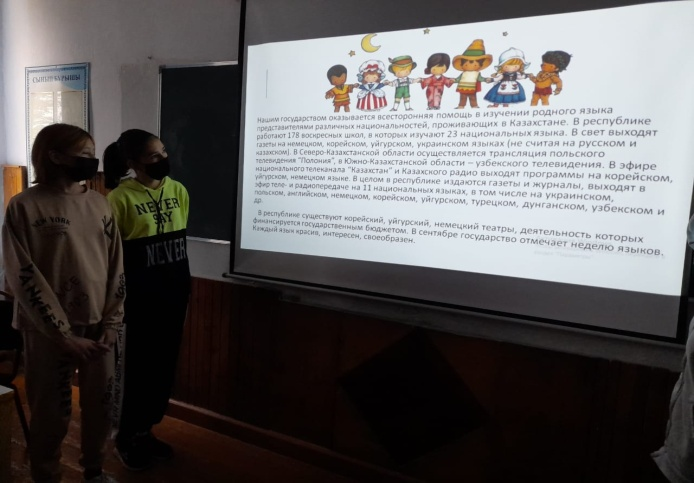 СЫНЫП БҰРЫШЫ
Нашим государством оказывается всесторонняя помощь в изучении родного языка
представителями различных национальностей, проживающих в Казахстане. В республике
работают 178 воскресных школ, в которых изучают 23 национальных языка. В свет выходят
газеты на немецком, корейском, уйгурском, украинском языках (не считая на русском и
казахском). В Северо-Казахстанской области осуществляется трансляция польского
телевидения "Полония", в Южно-Казахстанской области – узбекского телевидения. В эфире
национального телеканала "Казахстан" и Казахского радио выходят программы на корейском,
уйгурском, немецком языке. В целом в республике издаются газеты и журналы, выходят в
эфир теле- и радиопередаче на 11 национальных языках, в том числе на украинском,
польском, английском, немецком, корейском, уйгурском, турецком, дунганском, узбекском и
др.
В республике существуют корейский, уйгурский, немецкий театры, деятельность которых
финансируется государственным бюджетом. В сентябре государство отмечает неделю языков.
Каждый язык красив, интересен, своеобразен.
NEW YORK
YANKEES
NEVER
SAY
NEVER